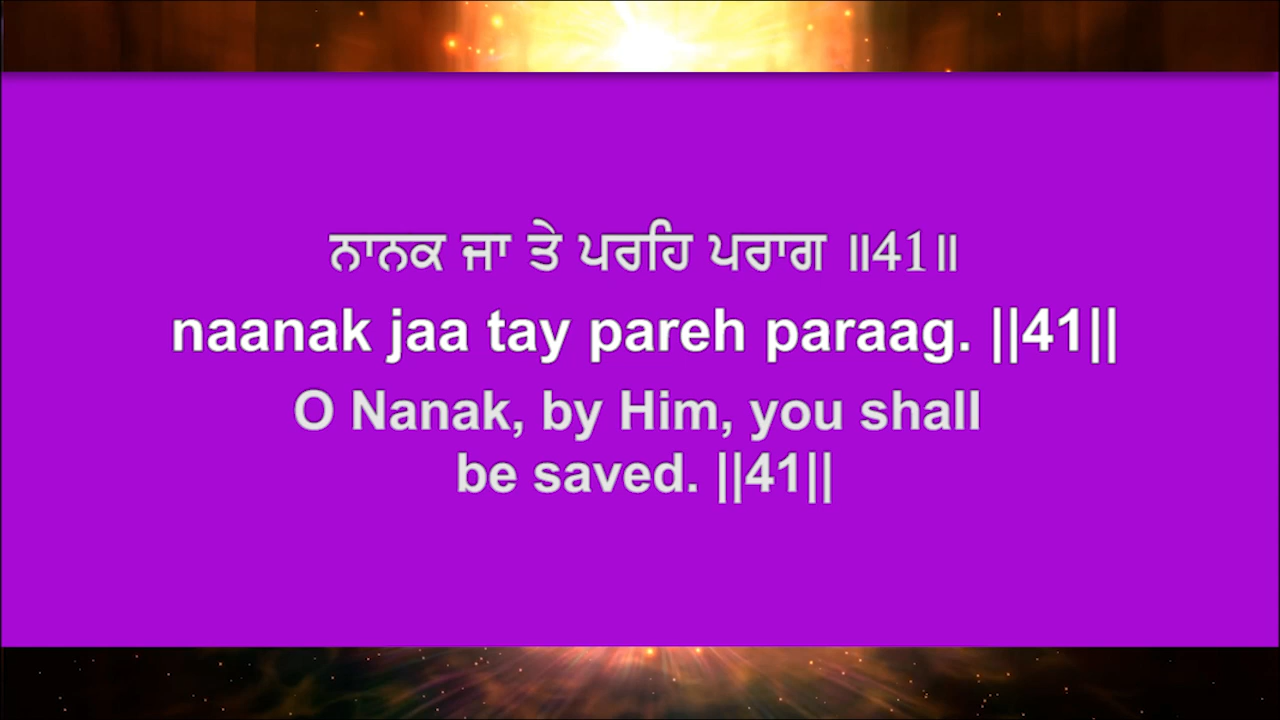 ਨਾਨਕ ਜਾ ਤੇ ਪਰਹਿ ਪਰਾਗ ॥41॥
naanak jaa tay pareh paraag. ||41||
O Nanak, by Him, you shall
be saved. ||41||